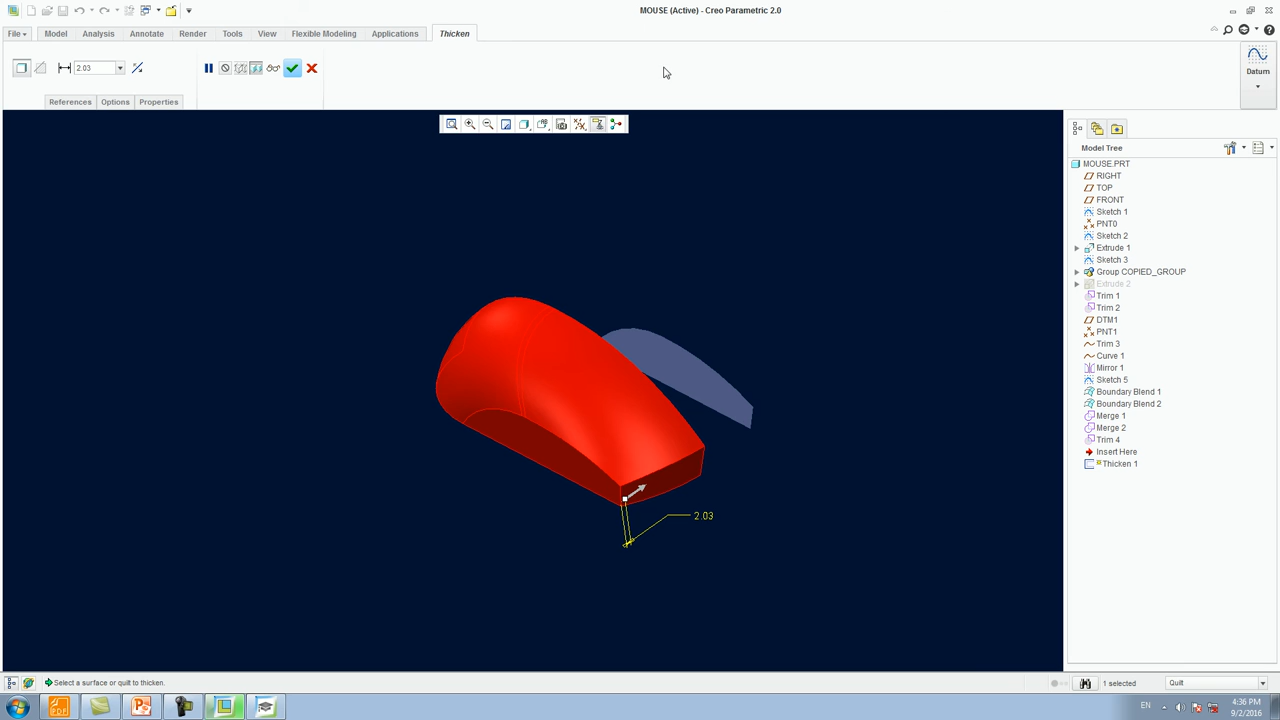 MOUSE (Active) - Creo Parametric 2.0
File Model Analysis Annotate Render Tools View Flexible Modeling Applications Thicken
2.03
References Options Properties
Datum
Model Tree
MOUSE.PRT
RIGHT
TOP
FRONT
Sketch 1
PNT0
Sketch 2
Extrude 1
Sketch 3
Group COPIED_GROUP
Extrude 2
Trim 1
Trim 2
DTM1
PNT1
Trim 3
Curve 1
Mirror 1
Sketch 5
Boundary Blend 1
Boundary Blend 2
Merge 1
Merge 2
Trim 4
Insert Here
Thicken 1
2.03
Select a surface or quilt to thicken.
1 selected
Quilt
EN
4:36 PM
9/2/2016